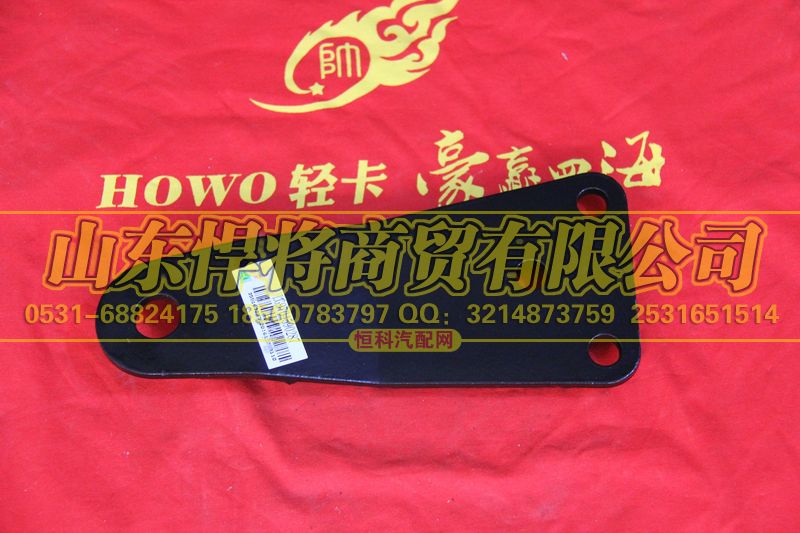 帥
HOWO 轻卡 豪赢四海
山东悍将商贸有限公司
0531-68824175 18560783797 QQ：3214873759 2531651514
恒科汽配网